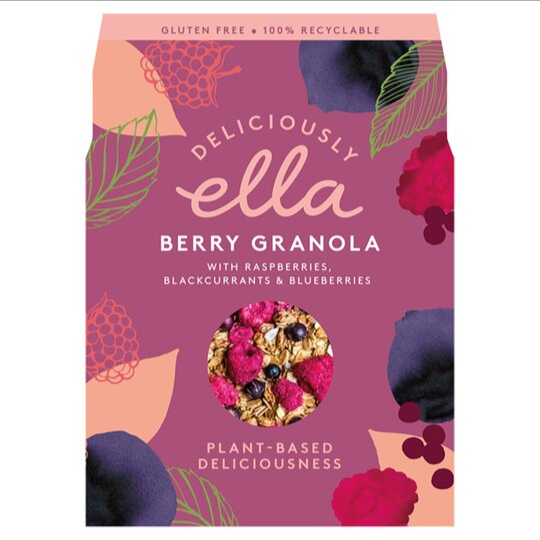 GLUTEN FREE • 100% RECYCLABLE
DELICIOUSLY
ella
BERRY GRANOLA
WITH RASPBERRIES,
BLACKCURRANTS & BLUEBERRIES
PLANT-BASED
DELICIOUSNESS